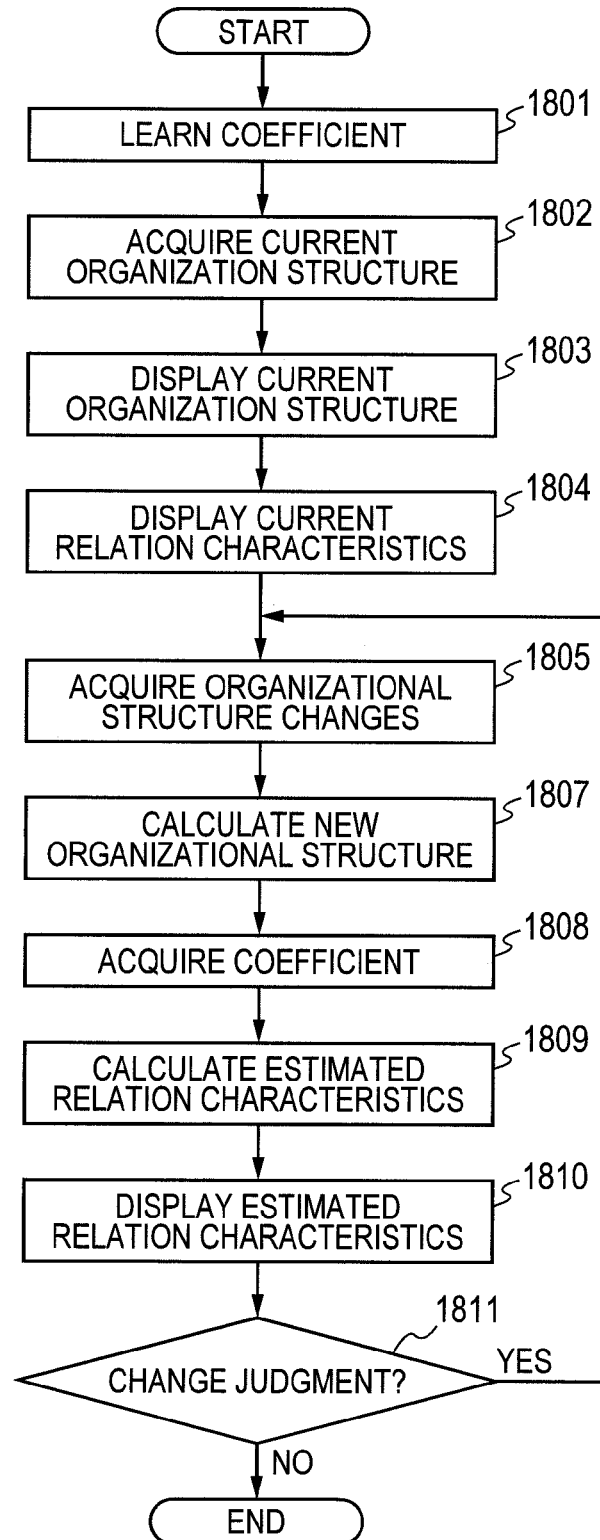 START
1801
LEARN COEFFICIENT
1802
ACQUIRE CURRENT
ORGANIZATION STRUCTURE
1803
DISPLAY CURRENT
ORGANIZATION STRUCTURE
1804
DISPLAY CURRENT
RELATION CHARACTERISTICS
1805
ACQUIRE ORGANIZATIONAL
STRUCTURE CHANGES
1807
CALCULATE NEW
ORGANIZATIONAL STRUCTURE
1808
ACQUIRE COEFFICIENT
1809
CALCULATE ESTIMATED
RELATION CHARACTERISTICS
1810
DISPLAY ESTIMATED
RELATION CHARACTERISTICS
1811
CHANGE JUDGMENT?
YES
NO
END